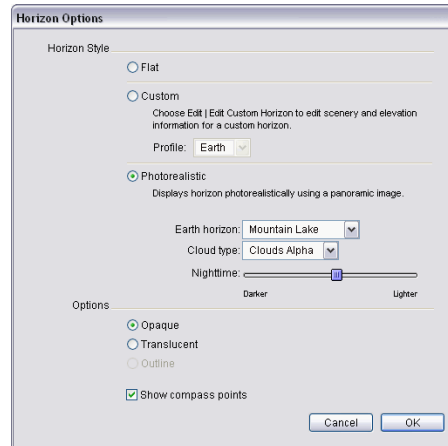 Horizon Options
Horizon Style
Flat
Custom
Choose Edit | Edit Custom Horizon to edit scenery and elevation
information for a custom horizon.
Profile: Earth
Photorealistic
Displays horizon photorealistically using a panoramic image.
Earth horizon: Mountain Lake
Cloud type: Clouds Alpha
Nighttime:
Darker Lighter
Options
Opaque
Translucent
Outline
Show compass points
Cancel OK